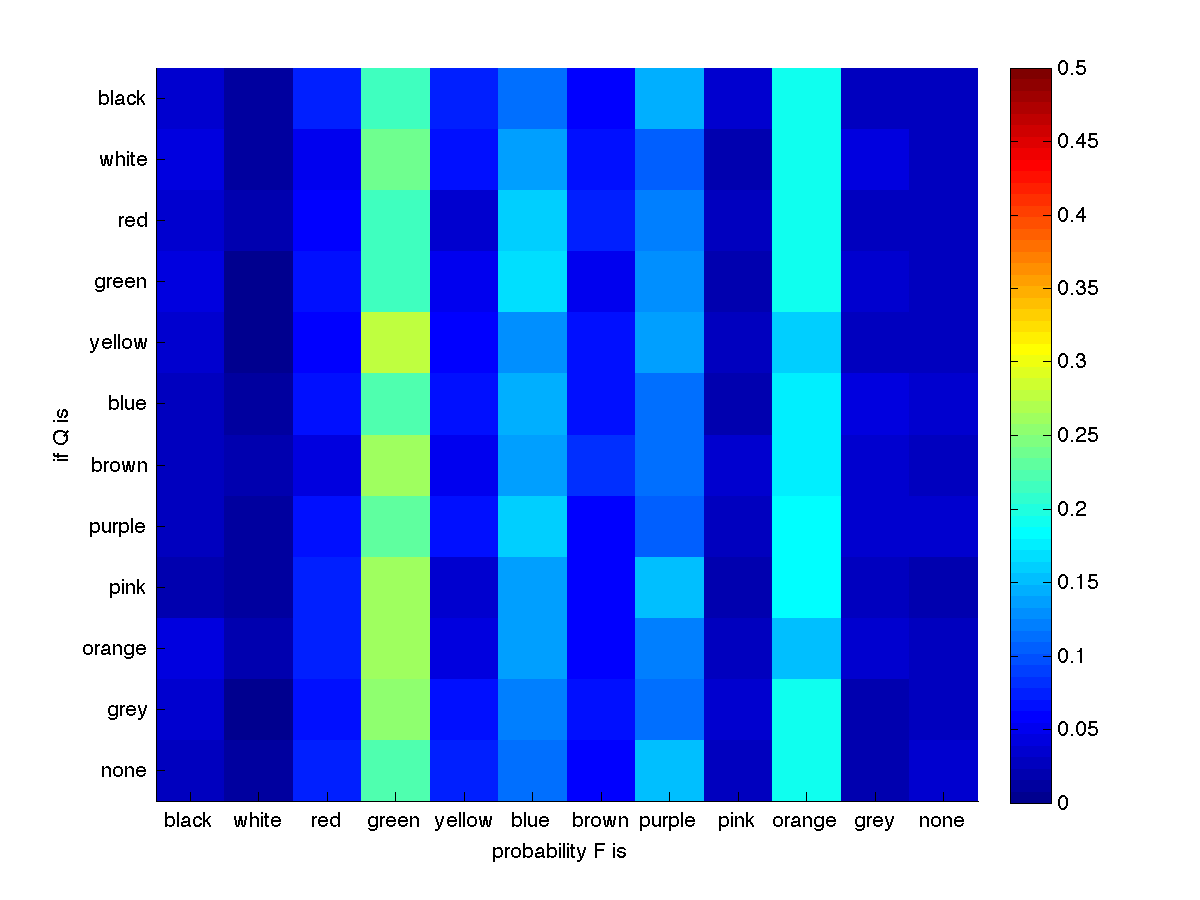 if Q is
black
white
red
green
yellow
blue
brown
purple
pink
orange
grey
none
black white red green yellow blue brown purple pink orange grey none
probability F is
0.5
0.45
0.4
0.35
0.3
0.25
0.2
0.15
0.1
0.05
0